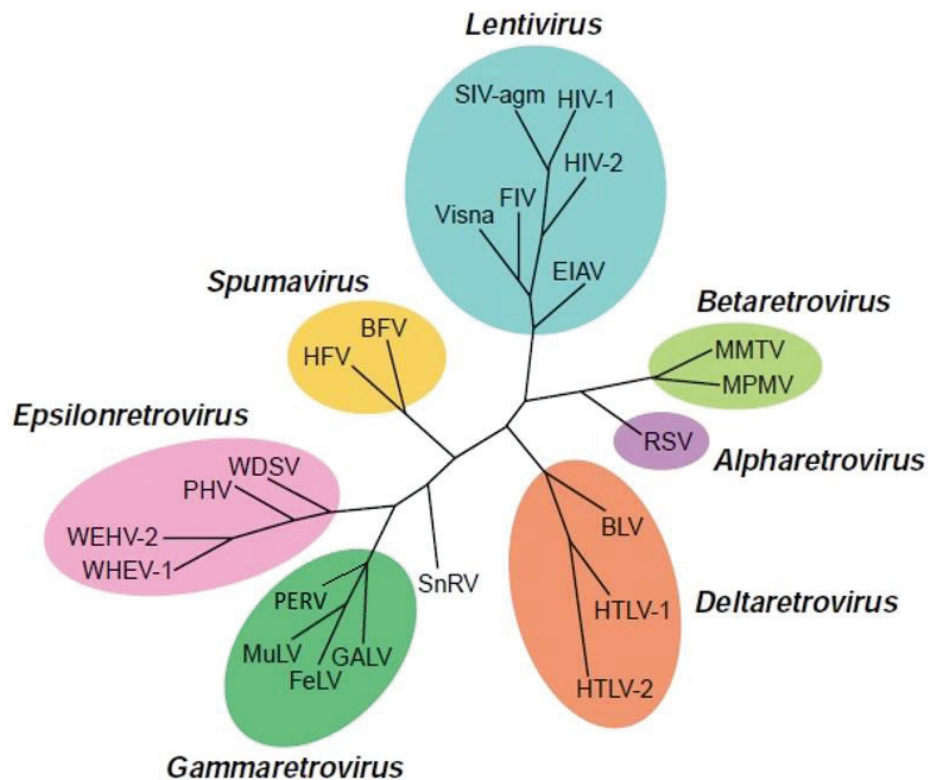 Lentivirus
SIV-agm
HIV-1
HIV-2
FIV
Visna
EIAV
Spumavirus
BFV
HFV
Betaretrovirus
MMTV
MPMV
RSV
Alpharetrovirus
Epsilonretrovirus
WDSV
PHV
WEHV-2
WHEV-1
SnRV
BLV
HTLV-1
HTLV-2
Deltaretrovirus
PERV
MuLV
GALV
FeLV
Gammaretrovirus